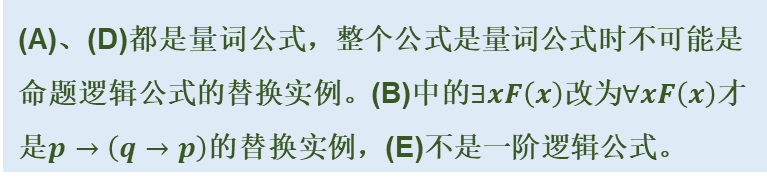 (A)、(D)都是量词公式，整个公式是量词公式时不可能是
命题逻辑公式的替换实例。(B)中的∃xF(x)改为∀xF(x)才
是p → (q → p)的替换实例，(E)不是一阶逻辑公式。